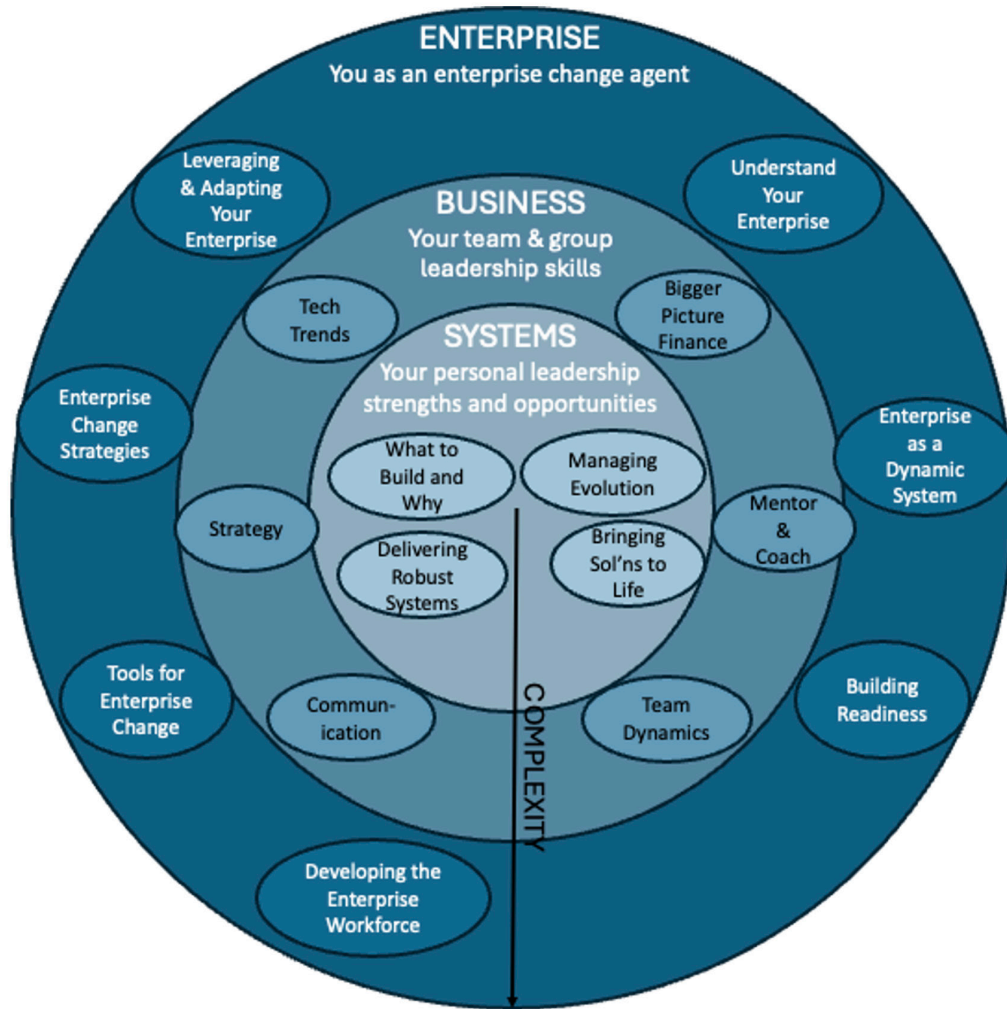 ENTERPRISE
You as an enterprise change agent
Leveraging
& Adapting
Your
Enterprise
Understand
Your
Enterprise
BUSINESS
Your team & group
leadership skills
Tech
Trends
Bigger
Picture
Finance
SYSTEMS
Your personal leadership
strengths and opportunities
Enterprise
Change
Strategies
Enterprise
as a
Dynamic
System
What to
Build and
Why
Managing
Evolution
Strategy
Mentor
&
Coach
Delivering
Robust
Systems
Bringing
Sol'ns to
Life
Tools for
Enterprise
Change
Commun-
ication
Team
Dynamics
Building
Readiness
COMPLEXITY
Developing the
Enterprise
Workforce